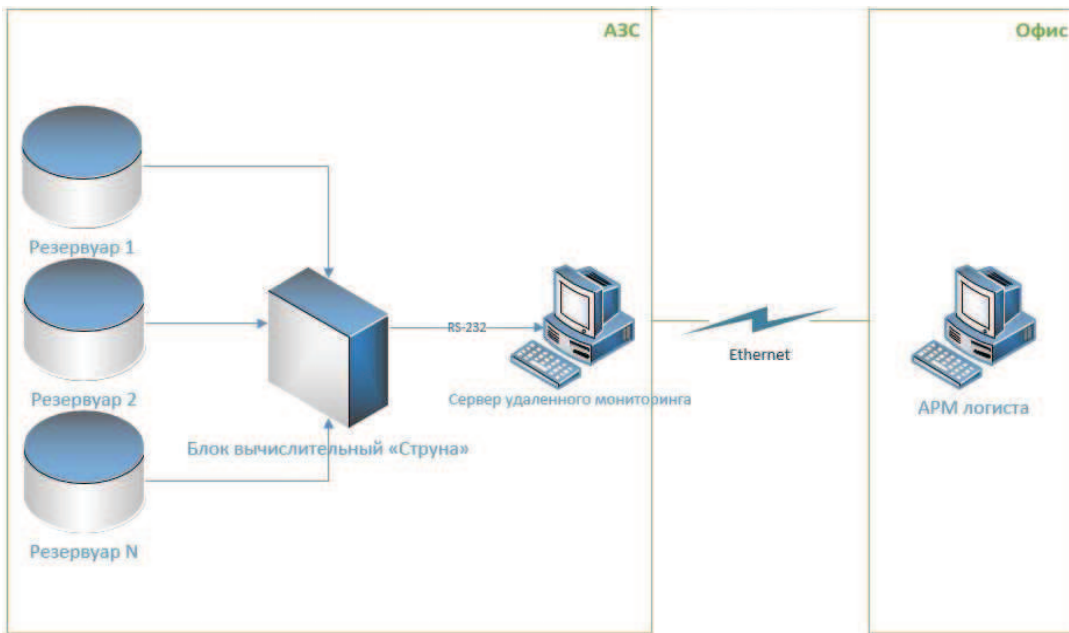 АЗС
Офис
Резервуар 1
Резервуар 2
Резервуар N
Блок вычислительный «Струна»
RS-232
Сервер удаленного мониторинга
Ethernet
АРМ логиста